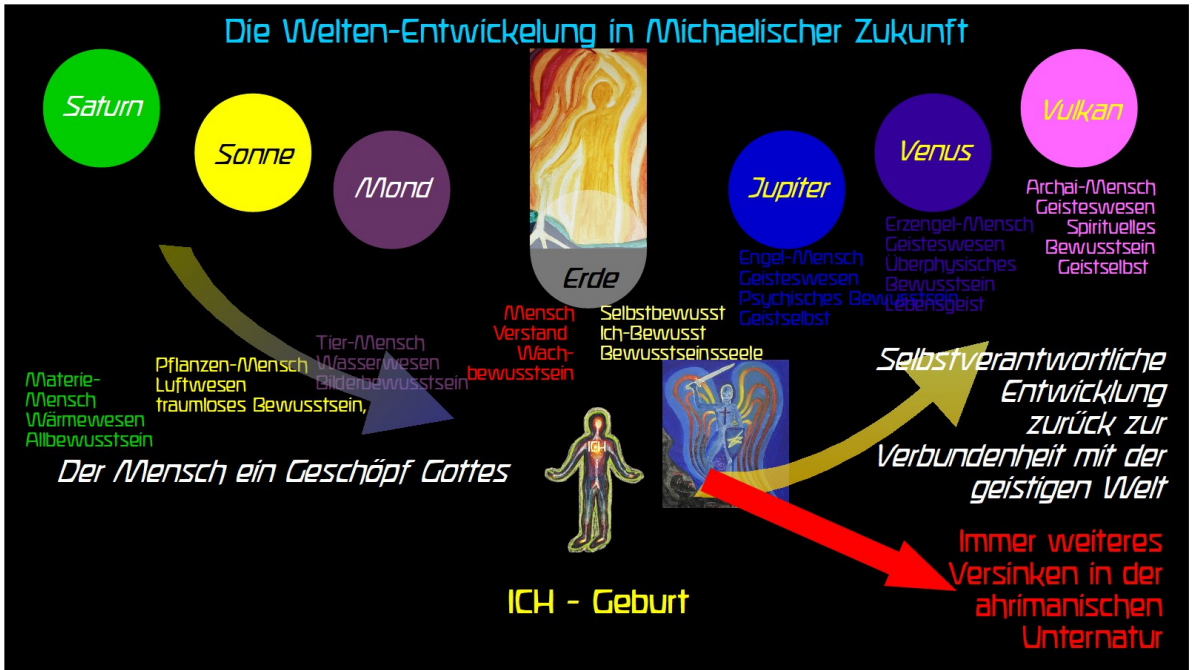 Die Welten-Entwickelung in Michaelischer Zukunft
Saturn
Sonne
Mond
Erde
Jupiter
Venus
Vulkan
Materie-
Mensch
Wärmewesen
Allbewusstsein
Pflanzen-Mensch
Luftwesen
traumloses Bewusstsein,
Tier-Mensch
Wasserwesen
Bilderbewusstsein
Mensch
Verstand
Wach-
bewusstsein
Selbstbewusst
Ich-Bewusst
Bewusstseinsseele
Engel-Mensch
Geisteswesen
Psychisches Bewusstsein
Geistselbst
Erzengel-Mensch
Geisteswesen
Überphysisches
Bewusstsein
Lebensgeist
Archai-Mensch
Geisteswesen
Spirituelles
Bewusstsein
Geistselbst
Der Mensch ein Geschöpf Gottes
ICH
ICH - Geburt
Selbstverantwortliche
Entwicklung
zurück zur
Verbundenheit mit der
geistigen Welt
Immer weiteres
Versinken in der
ahrimanischen
Unternatur